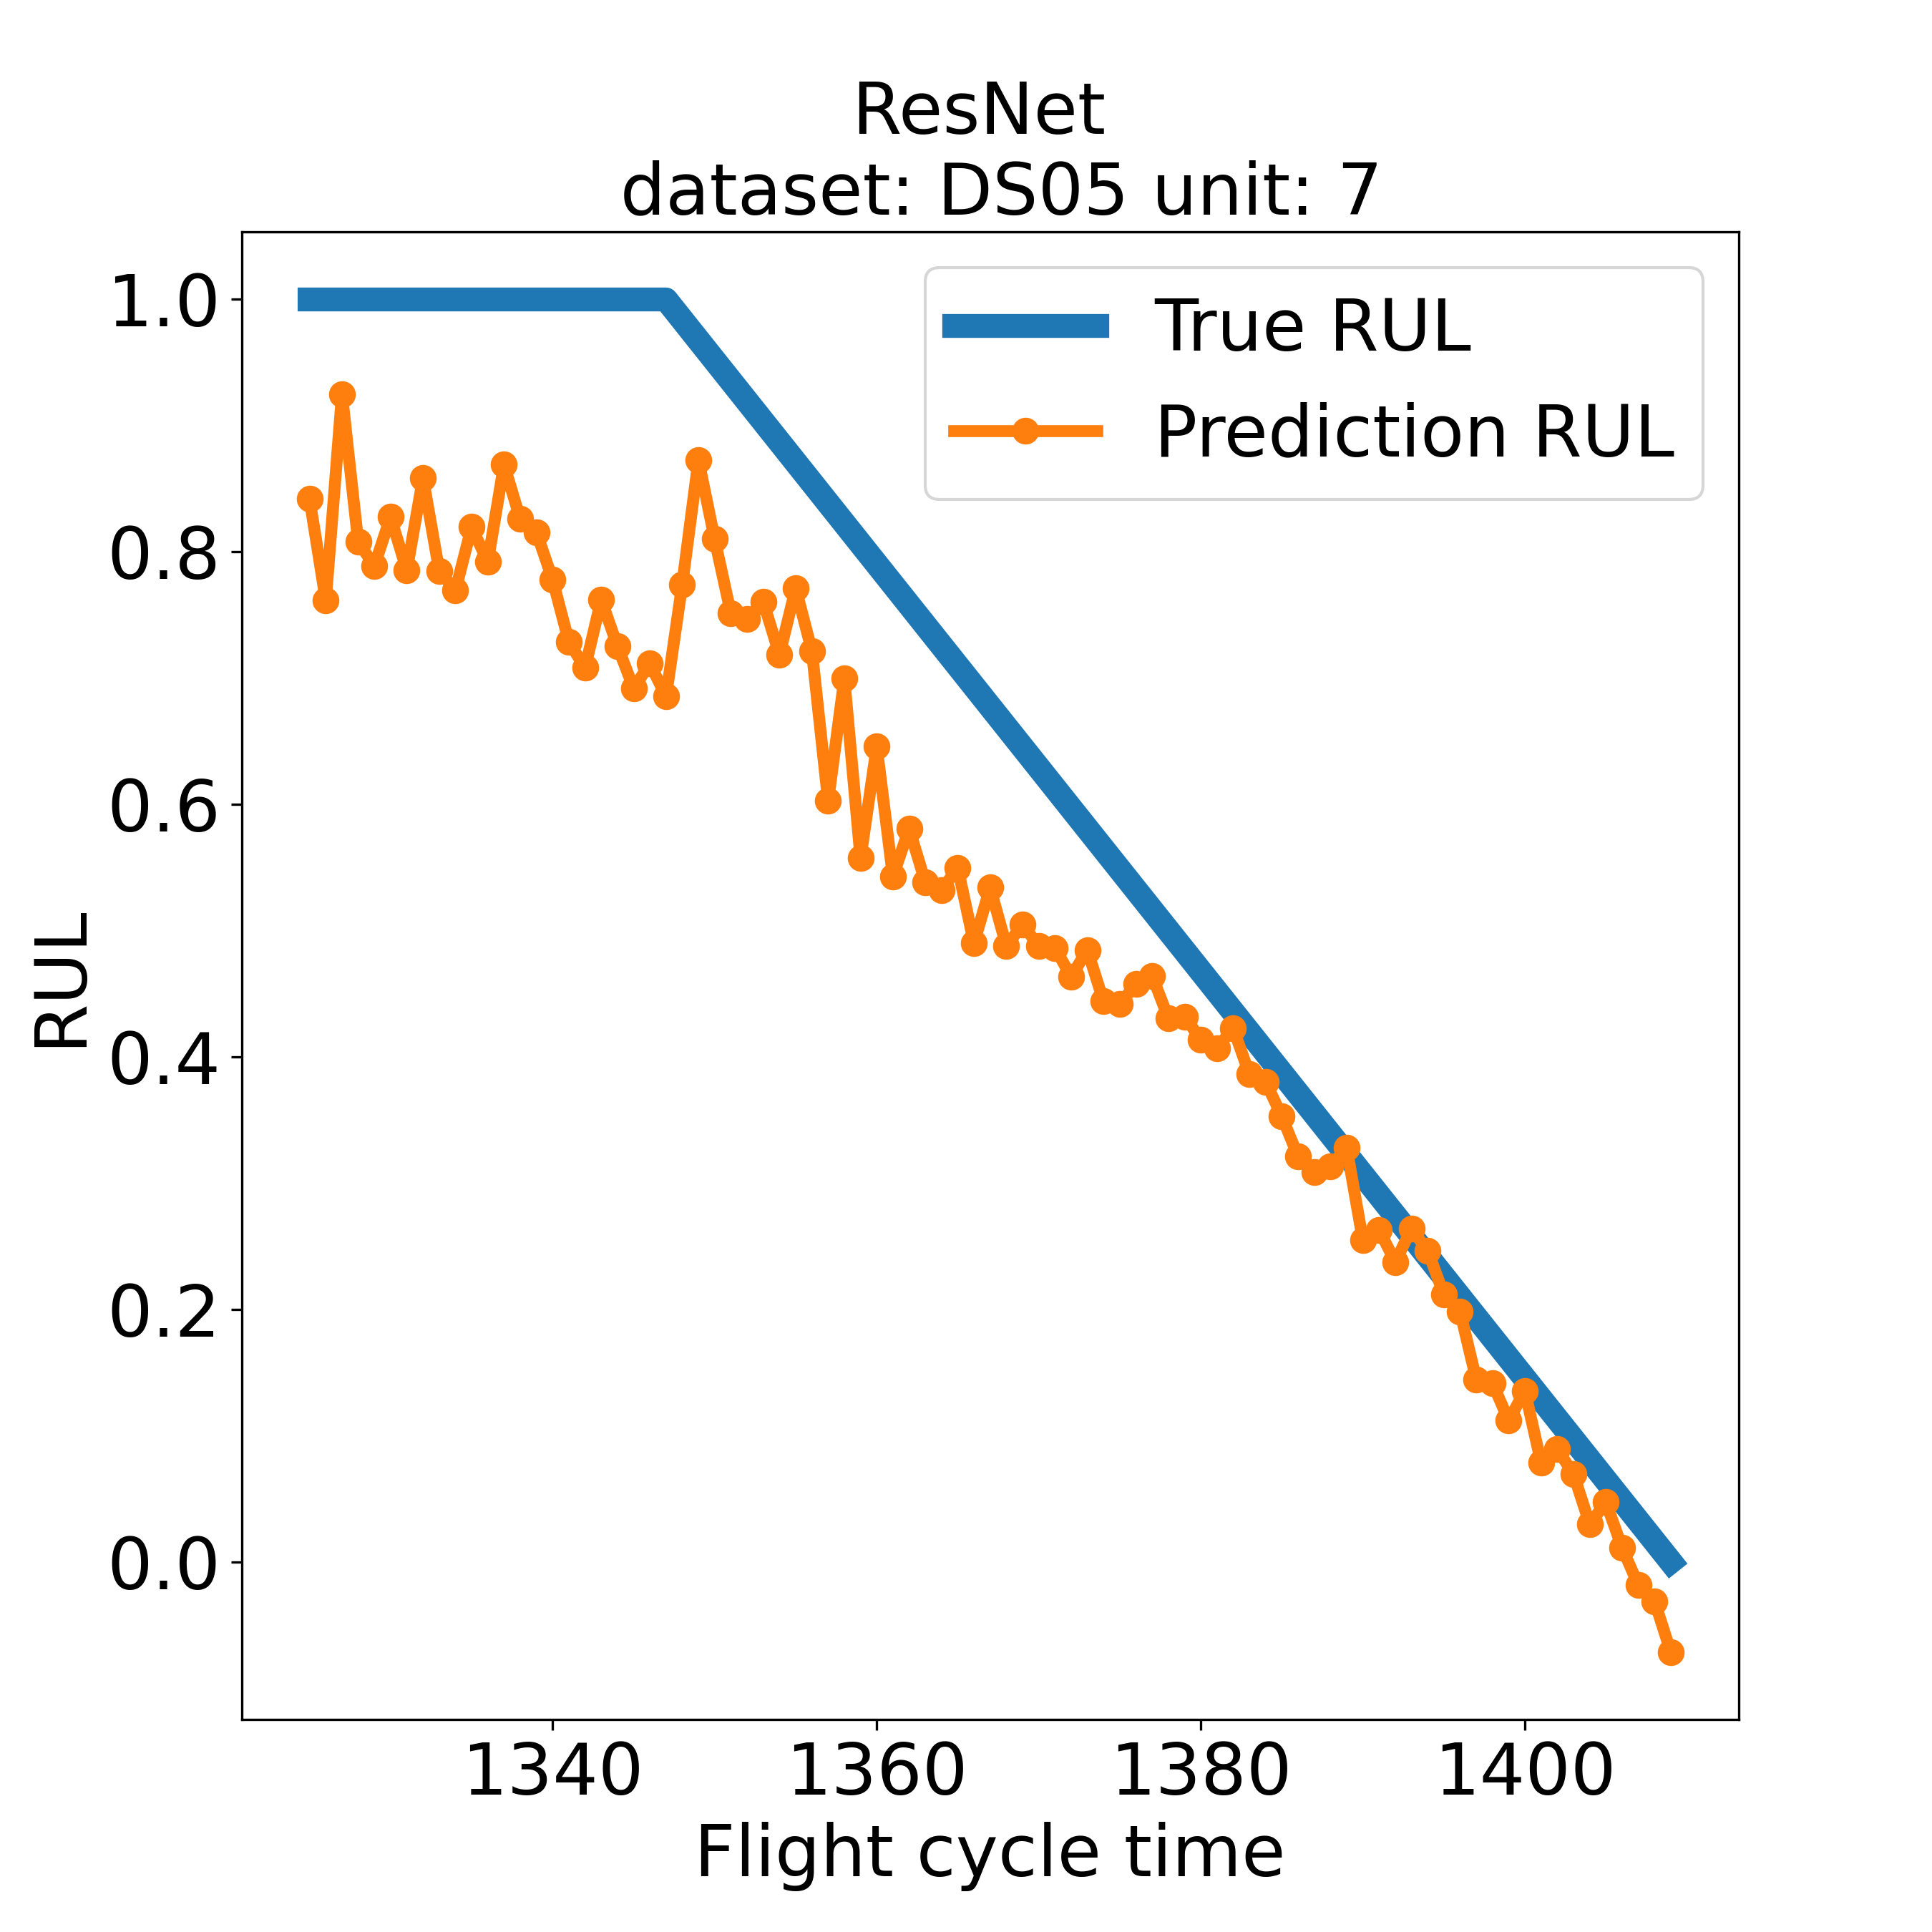 ResNet
dataset: DS05 unit: 7
True RUL
Prediction RUL
1.0
0.8
0.6
0.4
0.2
0.0
RUL
1340 1360 1380 1400
Flight cycle time